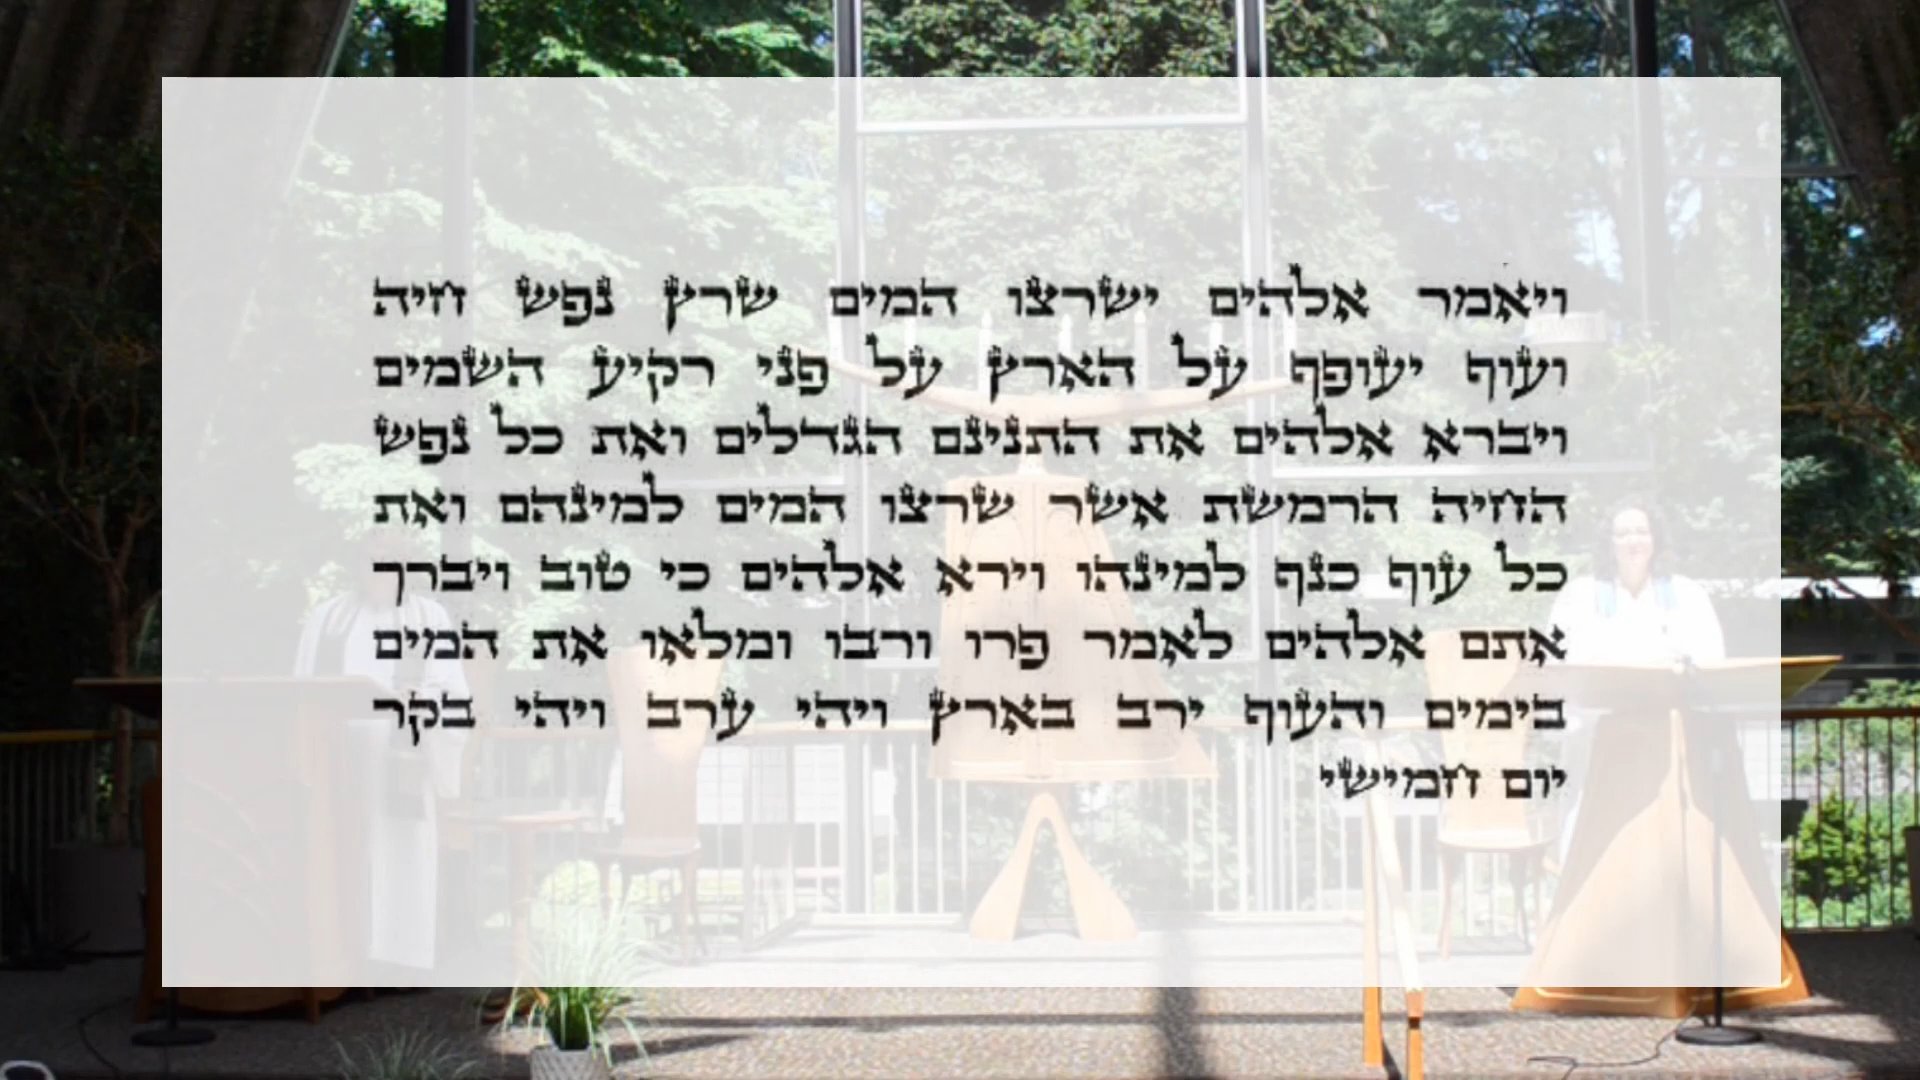 ויאמר אלהים ישרצו המים שרץ נפש חיה
ועוף יעופף על הארץ על פני רקיע השמים
ויברא אלהים את התנינם הגדלים ואת כל נפש
החיה הרמשת אשר שרצו המים למינהם ואת
כל עוף כנף למינהו וירא אלהים כי טוב ויברך
אתם אלהים לאמר פרו ורבו ומלאו את המים
בימים והעוף ירב בארץ ויהי ערב ויהי בקר
יום חמישי